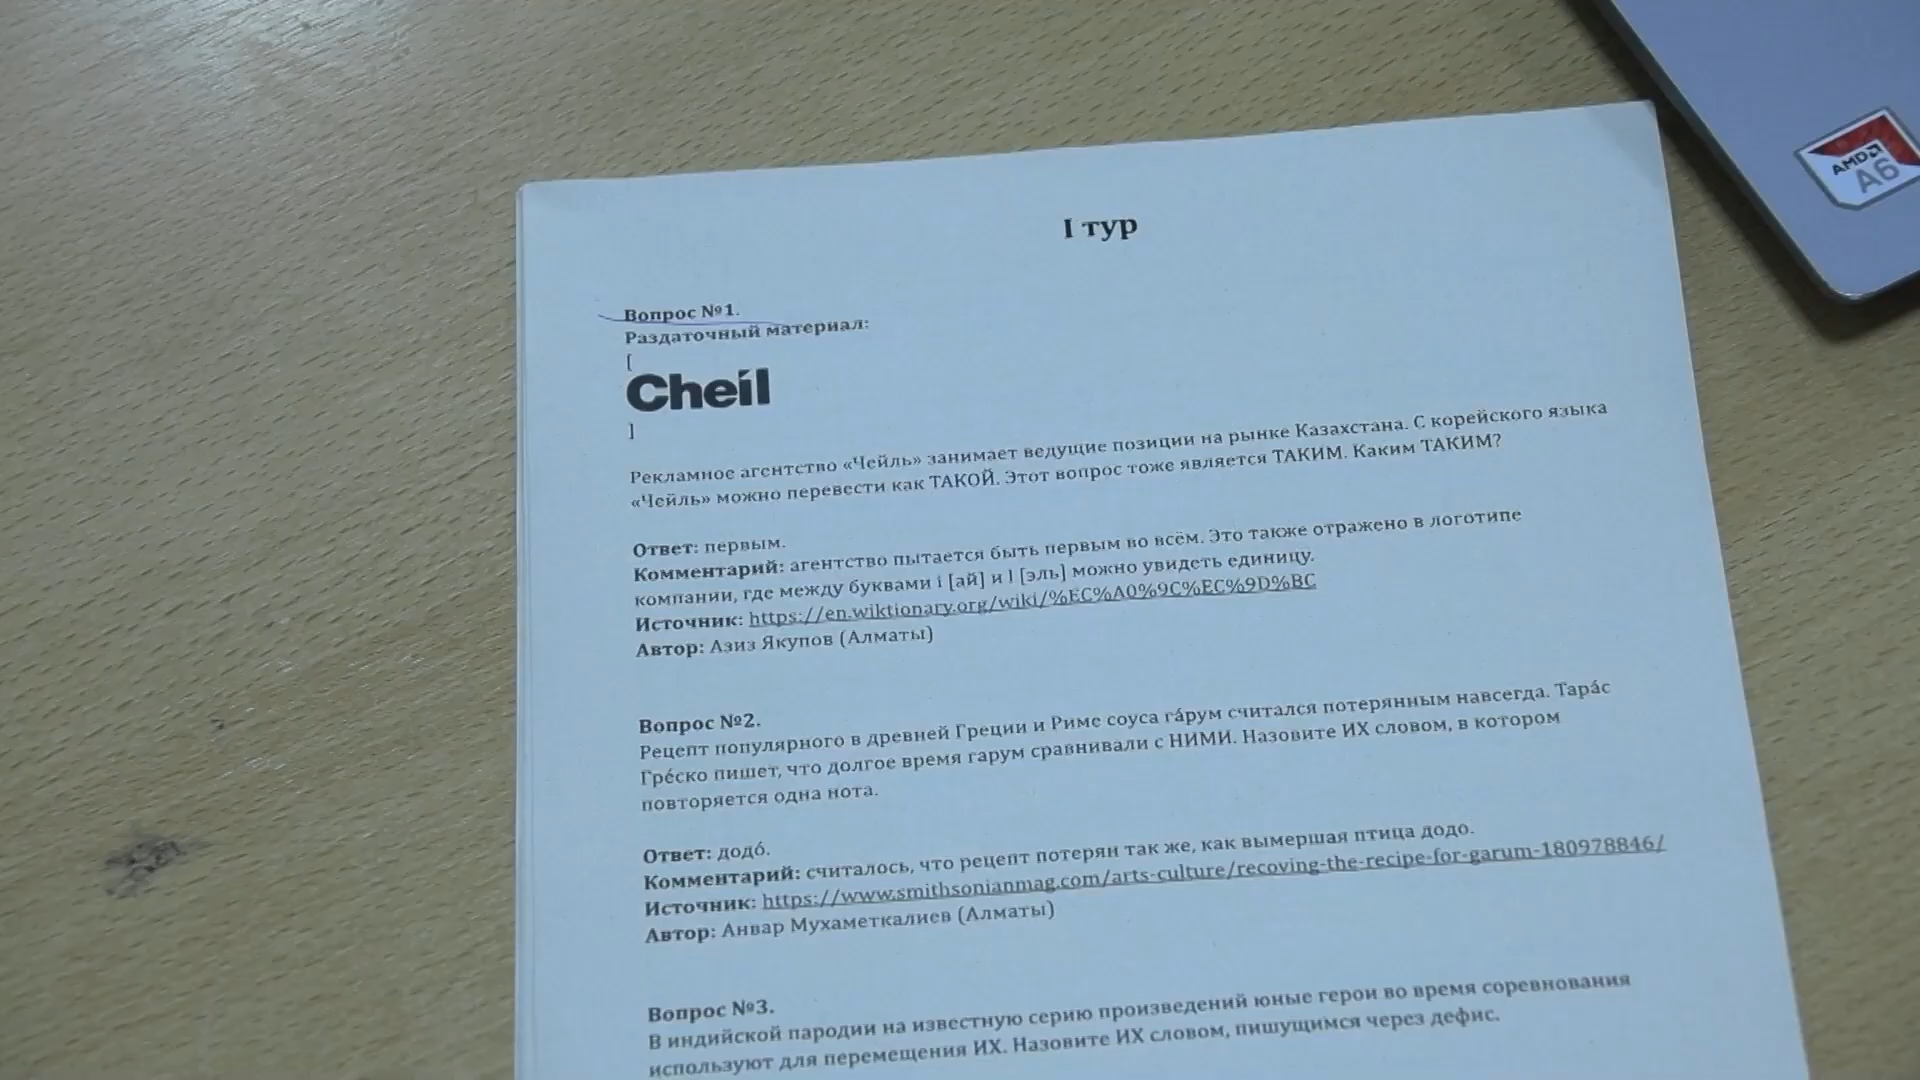 I тур
Вопрос №1.
Раздаточный материал:
[
Cheil
]
Рекламное агентство «Чейль» занимает ведущие позиции на рынке Казахстана. С корейского языка
«Чейль» можно перевести как ТАКОЙ. Этот вопрос тоже является ТАКИМ. Каким ТАКИМ?
Ответ: первым.
Комментарий: агентство пытается быть первым во всём. Это также отражено в логотипе
компании, где между буквами i [ай] и l [эль] можно увидеть единицу.
Источник: https://en.wiktionary.org/wiki/%EC%A0%9C%EC%9D%BC
Автор: Азиз Якупов (Алматы)
Вопрос №2.
Рецепт популярного в древней Греции и Риме соуса га́рум считался потерянным навсегда. Тара́с
Гре́ско пишет, что долгое время гарум сравнивали с НИМИ. Назовите ИХ словом, в котором
повторяется одна нота.
Ответ: додо́.
Комментарий: считалось, что рецепт потерян так же, как вымершая птица додо.
Источник: https://www.smithsonianmag.com/arts-culture/recoving-the-recipe-for-garum-180978846/
Автор: Анвар Мухаметкалиев (Алматы)
Вопрос №3.
В индийской пародии на известную серию произведений юные герои во время соревнования
используют для перемещения ИХ. Назовите ИХ словом, пишущимся через дефис.
AMD
A6